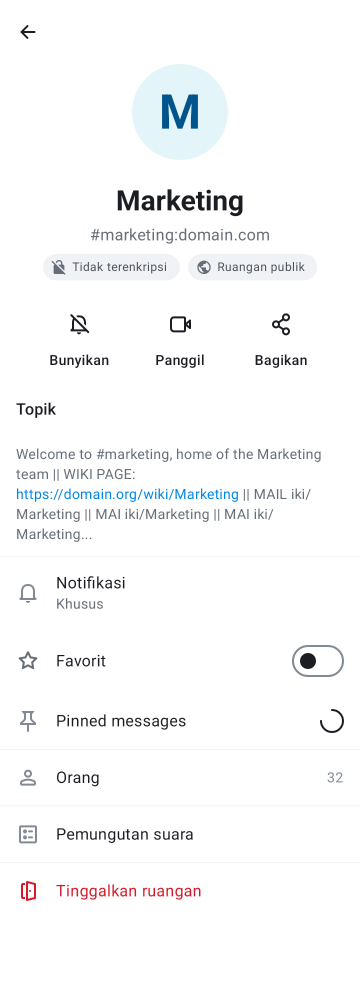 M
Marketing
#marketing:domain.com
Tidak terenkripsi
Ruangan publik
Bunyikan
Panggil
Bagikan
Topik
Welcome to #marketing, home of the Marketing
team || WIKI PAGE:
https://domain.org/wiki/Marketing || MAIL iki/
Marketing || MAI iki/Marketing || MAI iki/
Marketing...
Notifikasi
Khusus
Favorit
Pinned messages
Orang
32
Pemungutan suara
Tinggalkan ruangan